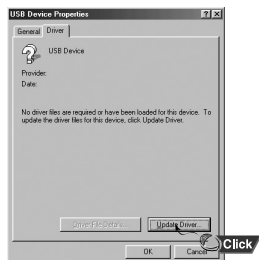 USB Device Properties
General Driver
USB Device
Provider:
Date:
No driver files are required or have been loaded for this device. To
update the driver files for this device, click Update Driver.
Driver File Details...
Update Driver...
OK Cancel
Click